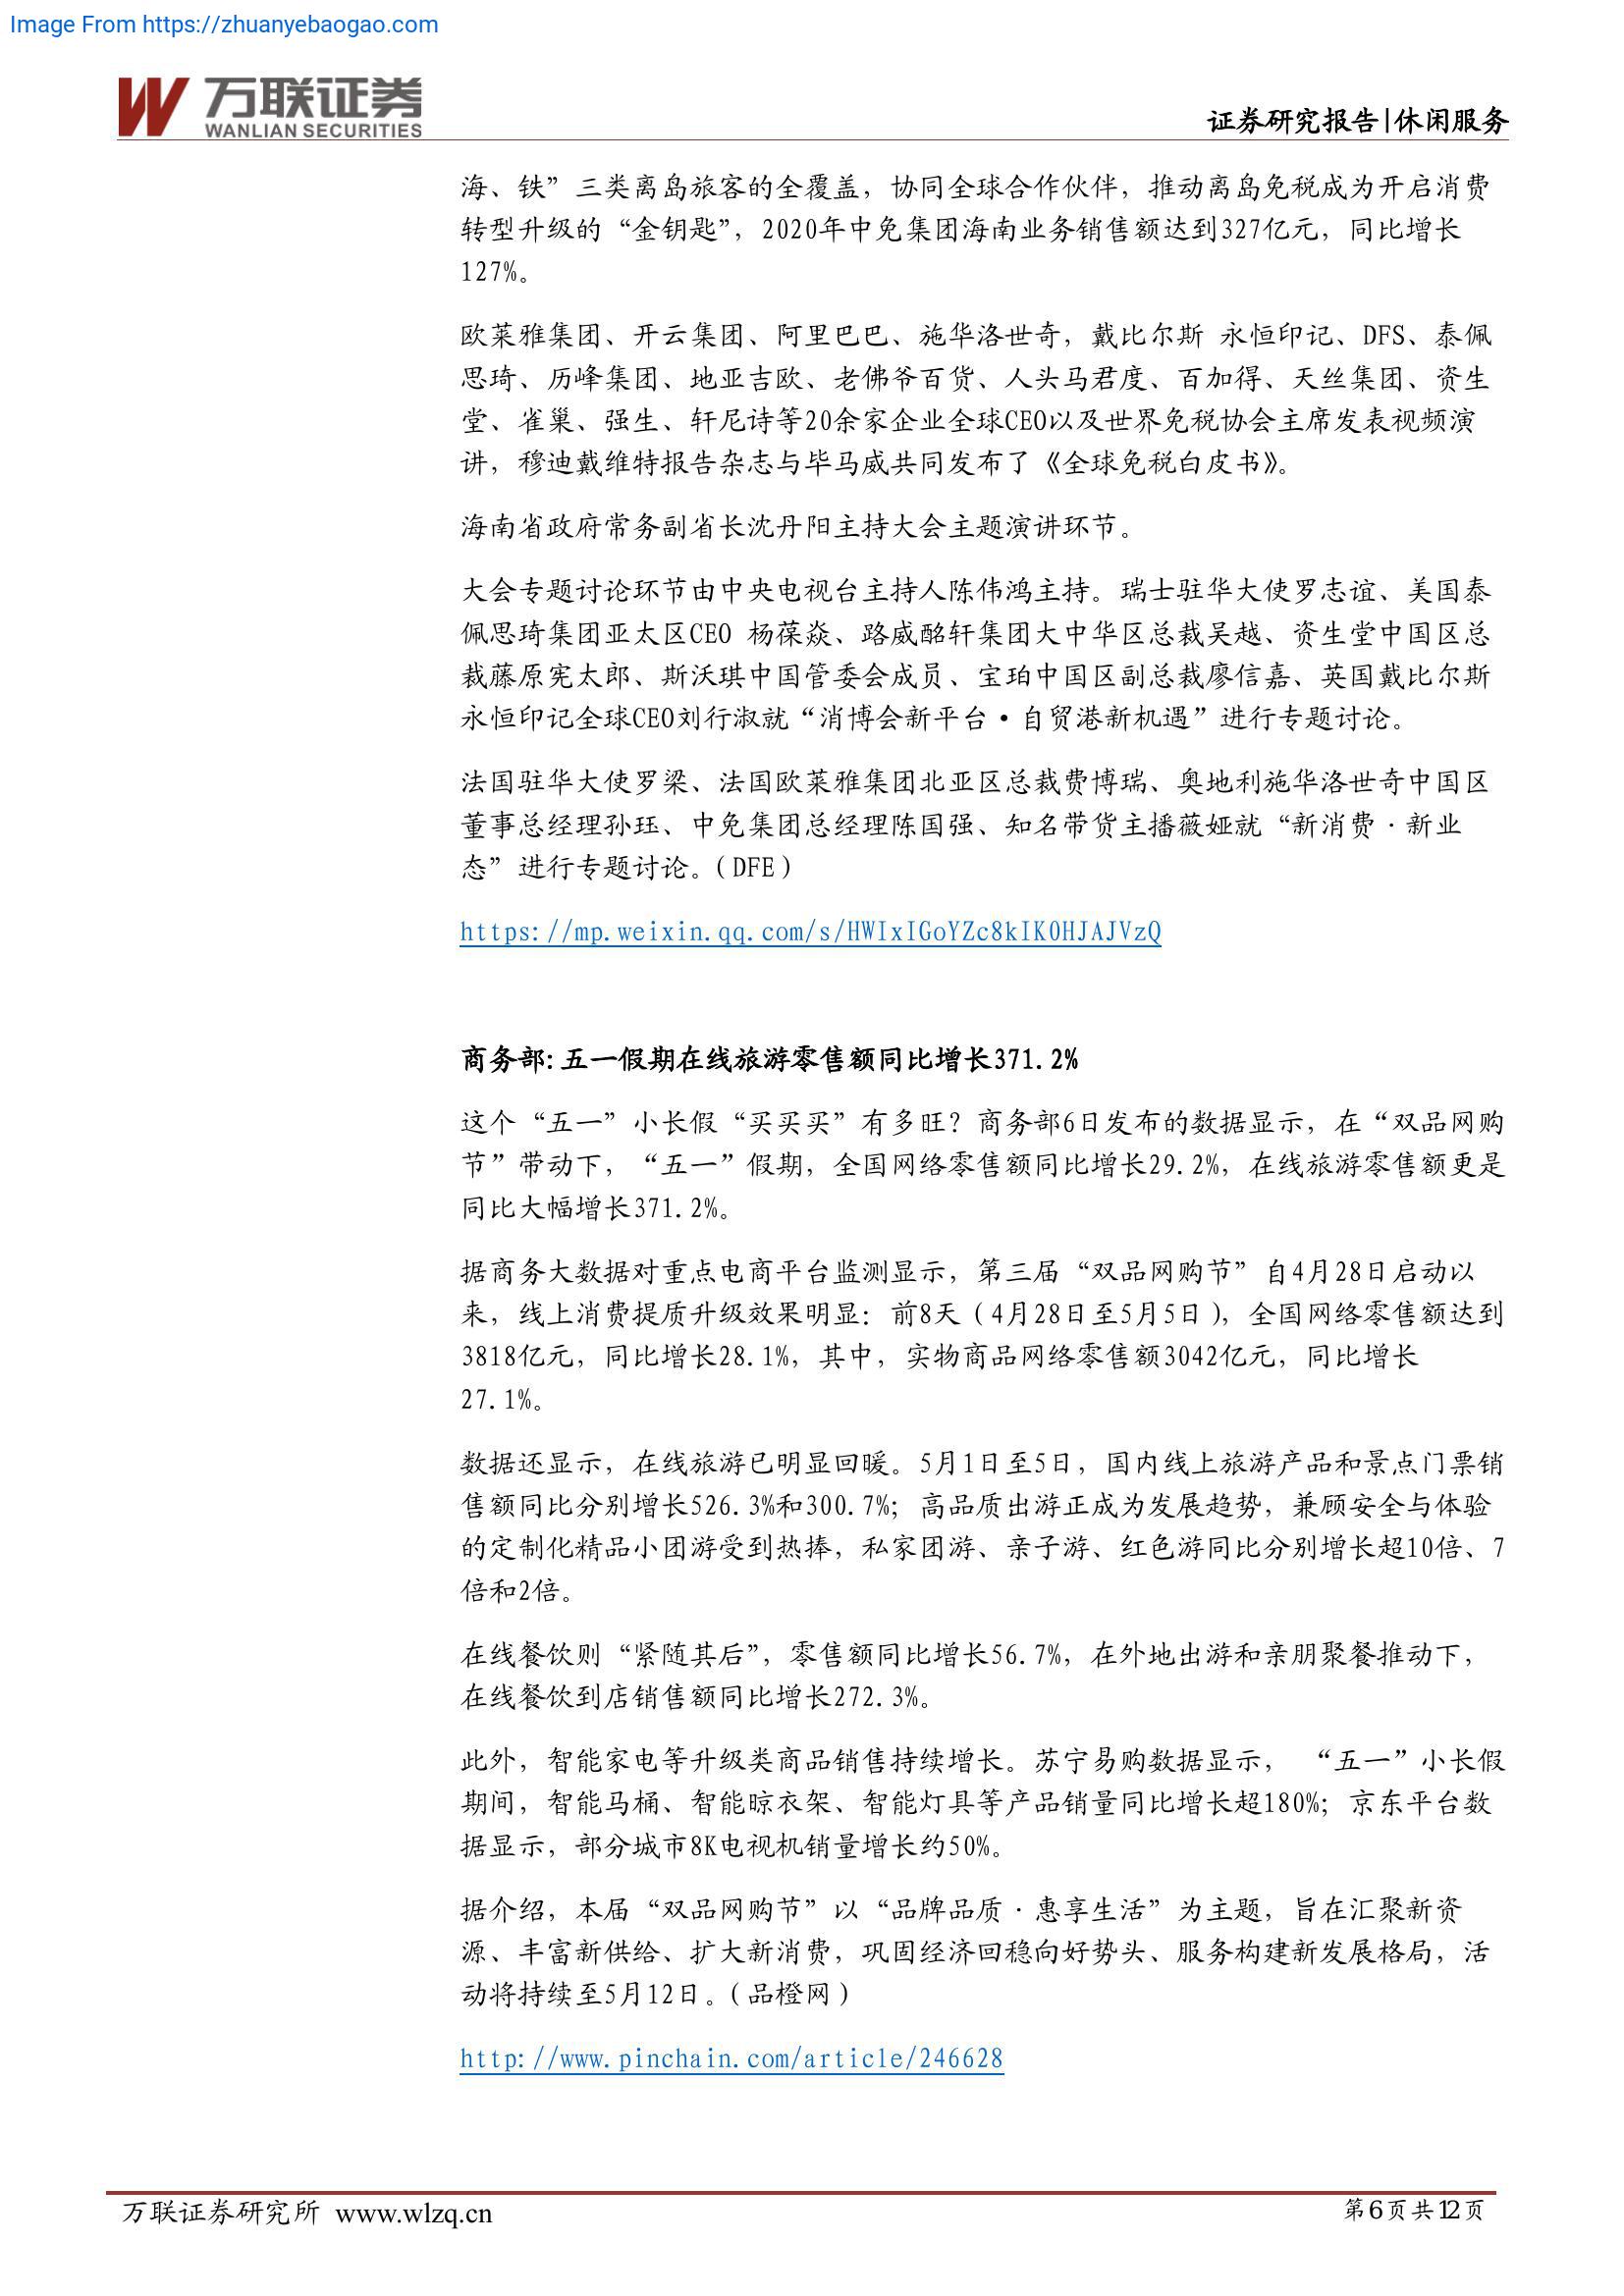 Image From https://zhuanyebaogao.com
万联证券
WANLIAN SECURITIES
证券研究报告|休闲服务
海、铁”三类离岛旅客的全覆盖，协同全球合作伙伴，推动离岛免税成为开启消费
转型升级的“金钥匙”，2020年中免集团海南业务销售额达到327亿元，同比增长
127%。
欧莱雅集团、开云集团、阿里巴巴、施华洛世奇，戴比尔斯 永恒印记、DFS、泰佩
思琦、历峰集团、地亚吉欧、老佛爷百货、人头马君度、百加得、天丝集团、资生
堂、雀巢、强生、轩尼诗等20余家企业全球CEO以及世界免税协会主席发表视频演
讲，穆迪戴维特报告杂志与毕马威共同发布了《全球免税白皮书》。
海南省政府常务副省长沈丹阳主持大会主题演讲环节。
大会专题讨论环节由中央电视台主持人陈伟鸿主持。瑞士驻华大使罗志谊、美国泰
佩思琦集团亚太区CEO 杨葆焱、路威酩轩集团大中华区总裁吴越、资生堂中国区总
裁藤原宪太郎、斯沃琪中国管委会成员、宝珀中国区副总裁廖信嘉、英国戴比尔斯
永恒印记全球CEO刘行淑就“消博会新平台•自贸港新机遇”进行专题讨论。
法国驻华大使罗梁、法国欧莱雅集团北亚区总裁费博瑞、奥地利施华洛世奇中国区
董事总经理孙珏、中免集团总经理陈国强、知名带货主播薇娅就“新消费·新业
态”进行专题讨论。（DFE）
https://mp.weixin.qq.com/s/HWIxIGoYZc8kIK0HJAJVzQ
商务部:五一假期在线旅游零售额同比增长371.2%
这个“五一”小长假“买买买”有多旺？商务部6日发布的数据显示，在“双品网购
节”带动下，“五一”假期，全国网络零售额同比增长29.2%，在线旅游零售额更是
同比大幅增长371.2%。
据商务大数据对重点电商平台监测显示，第三届“双品网购节”自4月28日启动以
来，线上消费提质升级效果明显：前8天（4月28日至5月5日），全国网络零售额达到
3818亿元，同比增长28.1%，其中，实物商品网络零售额3042亿元，同比增长
27.1%。
数据还显示，在线旅游已明显回暖。5月1日至5日，国内线上旅游产品和景点门票销
售额同比分别增长526.3%和300.7%；高品质出游正成为发展趋势，兼顾安全与体验
的定制化精品小团游受到热捧，私家团游、亲子游、红色游同比分别增长超10倍、7
倍和2倍。
在线餐饮则“紧随其后”，零售额同比增长56.7%，在外地出游和亲朋聚餐推动下，
在线餐饮到店销售额同比增长272.3%。
此外，智能家电等升级类商品销售持续增长。苏宁易购数据显示， “五一”小长假
期间，智能马桶、智能晾衣架、智能灯具等产品销量同比增长超180%；京东平台数
据显示，部分城市8K电视机销量增长约50%。
据介绍，本届“双品网购节”以“品牌品质·惠享生活”为主题，旨在汇聚新资
源、丰富新供给、扩大新消费，巩固经济回稳向好势头、服务构建新发展格局，活
动将持续至5月12日。（品橙网）
http://www.pinchain.com/article/246628
万联证券研究所 www.wlzq.cn
第6页共12页